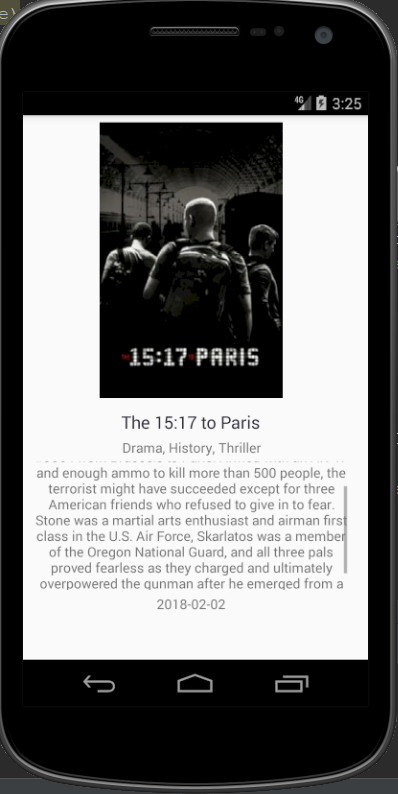 e)
4G 3:25
THE 15:17 TO PARIS
The 15:17 to Paris
Drama, History, Thriller
and enough ammo to kill more than 500 people, the
terrorist might have succeeded except for three
American friends who refused to give in to fear.
Stone was a martial arts enthusiast and airman first
class in the U.S. Air Force, Skarlatos was a member
of the Oregon National Guard, and all three pals
proved fearless as they charged and ultimately
overpowered the gunman after he emerged from a
2018-02-02